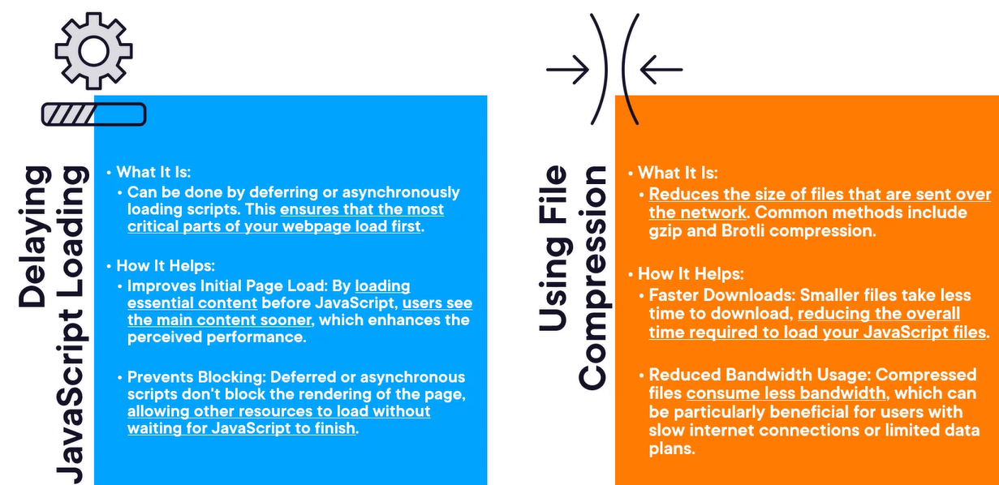 Delaying
JavaScript Loading
• What It Is:
• Can be done by deferring or asynchronously
loading scripts. This ensures that the most
critical parts of your webpage load first.
• How It Helps:
• Improves Initial Page Load: By loading
essential content before JavaScript, users see
the main content sooner, which enhances the
perceived performance.
• Prevents Blocking: Deferred or asynchronous
scripts don't block the rendering of the page,
allowing other resources to load without
waiting for JavaScript to finish.
Using File
Compression
• What It Is:
• Reduces the size of files that are sent over
the network. Common methods include
gzip and Brotli compression.
• How It Helps:
• Faster Downloads: Smaller files take less
time to download, reducing the overall
time required to load your JavaScript files.
• Reduced Bandwidth Usage: Compressed
files consume less bandwidth, which can
be particularly beneficial for users with
slow internet connections or limited data
plans.